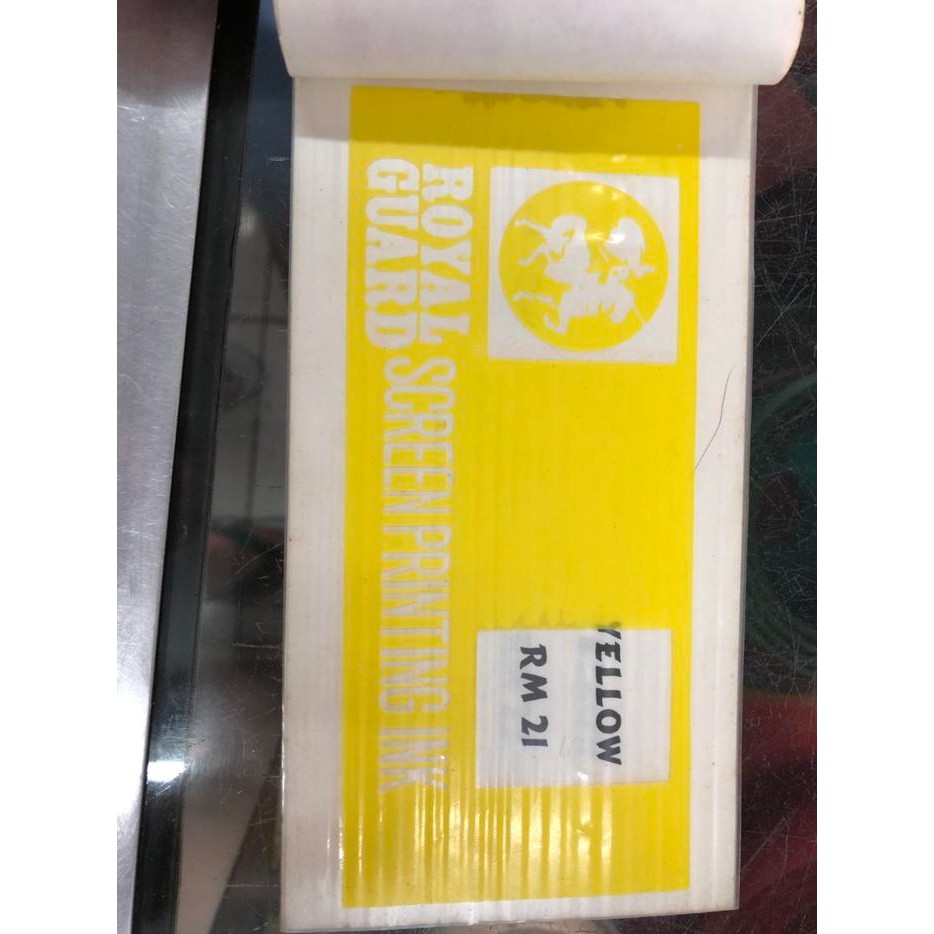 ROYAL
GUARD SCREEN PRINTING INK
YELLOW
RM 21